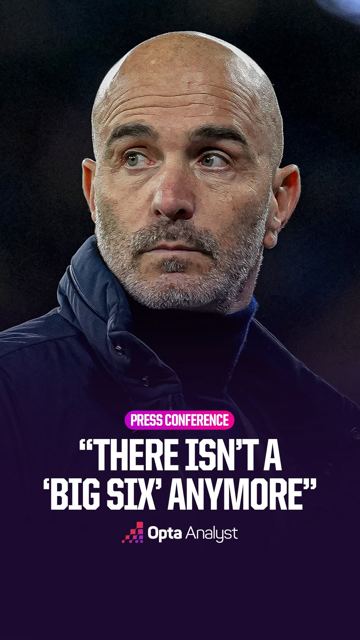 PRESS CONFERENCE
“THERE ISN’T A
‘BIG SIX’ ANYMORE”
Opta Analyst